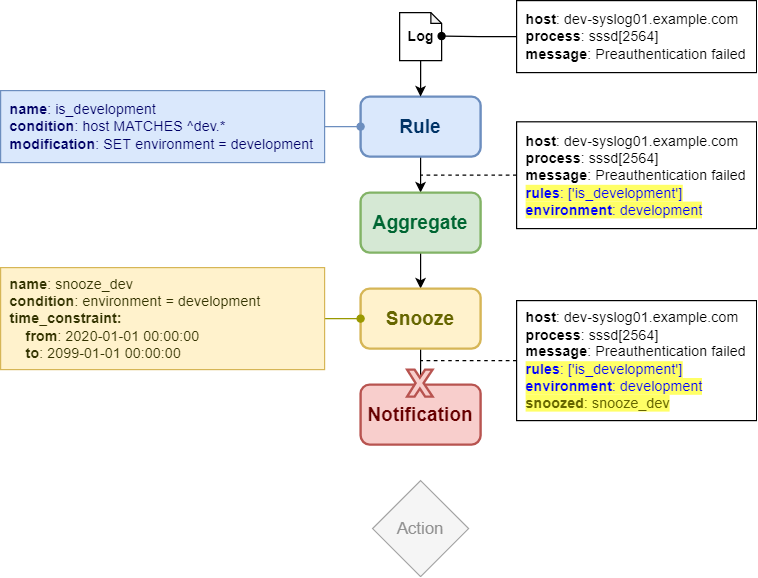 Log
host: dev-syslog01.example.com
process: sssd[2564]
message: Preauthentication failed
name: is_development
condition: host MATCHES ^dev.*
modification: SET environment = development
Rule
host: dev-syslog01.example.com
process: sssd[2564]
message: Preauthentication failed
rules: ['is_development']
environment: development
Aggregate
name: snooze_dev
condition: environment = development
time_constraint:
from: 2020-01-01 00:00:00
to: 2099-01-01 00:00:00
Snooze
host: dev-syslog01.example.com
process: sssd[2564]
message: Preauthentication failed
rules: ['is_development']
environment: development
snoozed: snooze_dev
X
Notification
Action